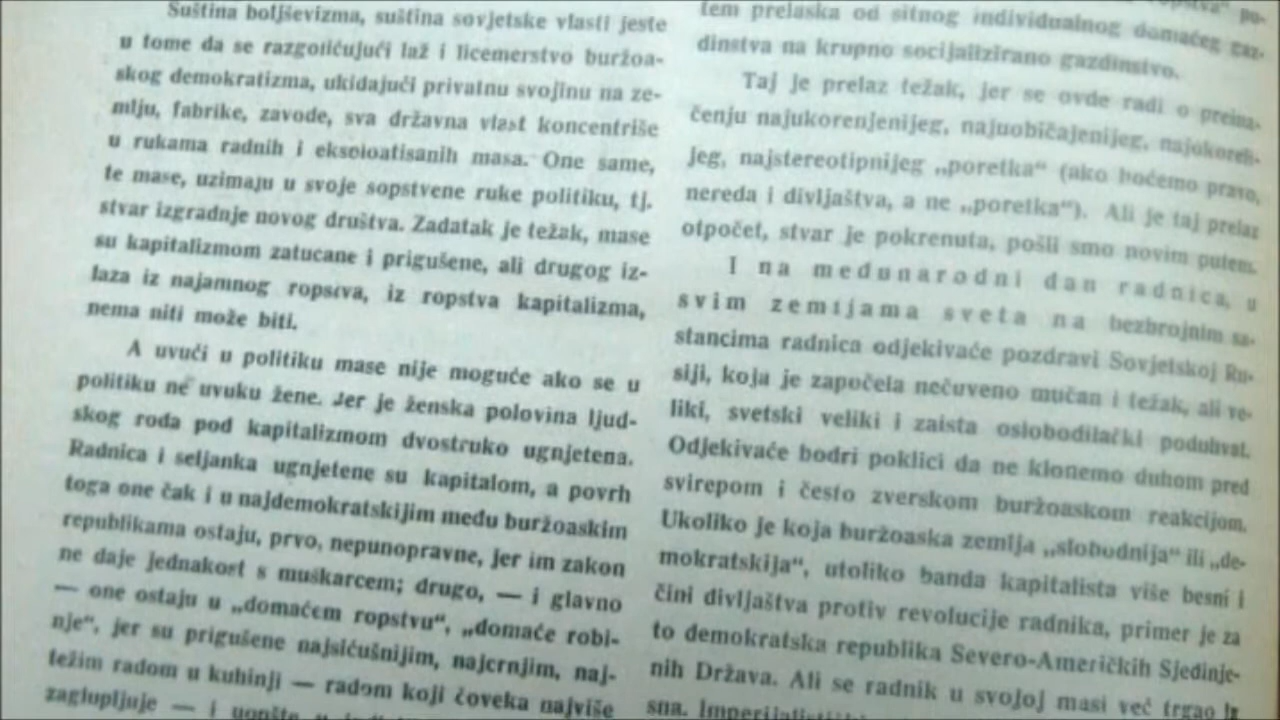 Suština boljševizma, suština sovjetske vlasti jeste
u tome da se razgolićujući laž i licemerstvo buržoa-
skog demokratizma, ukidajući privatnu svojinu na ze-
mlju, fabrike, zavode, sva državna vlast koncentriše
u rukama radnih i eksploatisanih masa. One same,
te mase, uzimaju u svoje sopstvene ruke politiku, tj.
stvar izgradnje novog društva. Zadatak je težak, mase
su kapitalizmom zatucane i prigušene, ali drugog iz-
laza iz najamnog ropstva, iz ropstva kapitalizma,
nema niti može biti.
A uvući u politiku mase nije moguće ako se u
politiku ne uvuku žene. Jer je ženska polovina ljud-
skog roda pod kapitalizmom dvostruko ugnjetena.
Radnica i seljanka ugnjetene su kapitalom, a povrh
toga one čak i u najdemokratskijim među buržoaskim
republikama ostaju, prvo, nepunopravne, jer im zakon
ne daje jednakost s muškarcem; drugo, — i glavno
— one ostaju u „domaćem ropstvu“, „domaće robi-
nje“, jer su prigušene najsićušnijim, najcrnjim, naj-
težim radom u kuhinji — radom koji čoveka najviše
zaglupljuje — i uopšte u
ropstva“ po-
tem prelaska od sitnog individualnog domaćeg gaz-
dinstva na krupno socijalizirano gazdinstvo.
Taj je prelaz težak, jer se ovde radi o preina-
čenju najukorenjenijeg, najuobičajenijeg,
jeg, najstereotipnijeg „poretka“ (ako hoćemo pravo,
nereda i divljaštva, a ne „poretka“). Ali je taj prelaz
otpočet, stvar je pokrenuta, pošli smo novim putem.
I na međunarodni dan radnica, u
svim zemljama sveta na bezbrojnim sa-
stancima radnica odjekivaće pozdravi Sovjetskoj Ru-
siji, koja je započela nečuveno mučan i težak, ali ve-
liki, svetski veliki i zaista oslobodilački poduhvat.
Odjekivaće bodri poklici da ne klonemo duhom pred
svirepom i često zverskom buržoaskom reakcijom.
Ukoliko je koja buržoaska zemlja „slobodnija“ ili „de-
mokratskija“, utoliko banda kapitalista više besni i
čini divljaštva protiv revolucije radnika, primer je za
to demokratska republika Severo-Američkih Sjedinje-
nih Država. Ali se radnik u svojoj masi već trgao iz
sna.